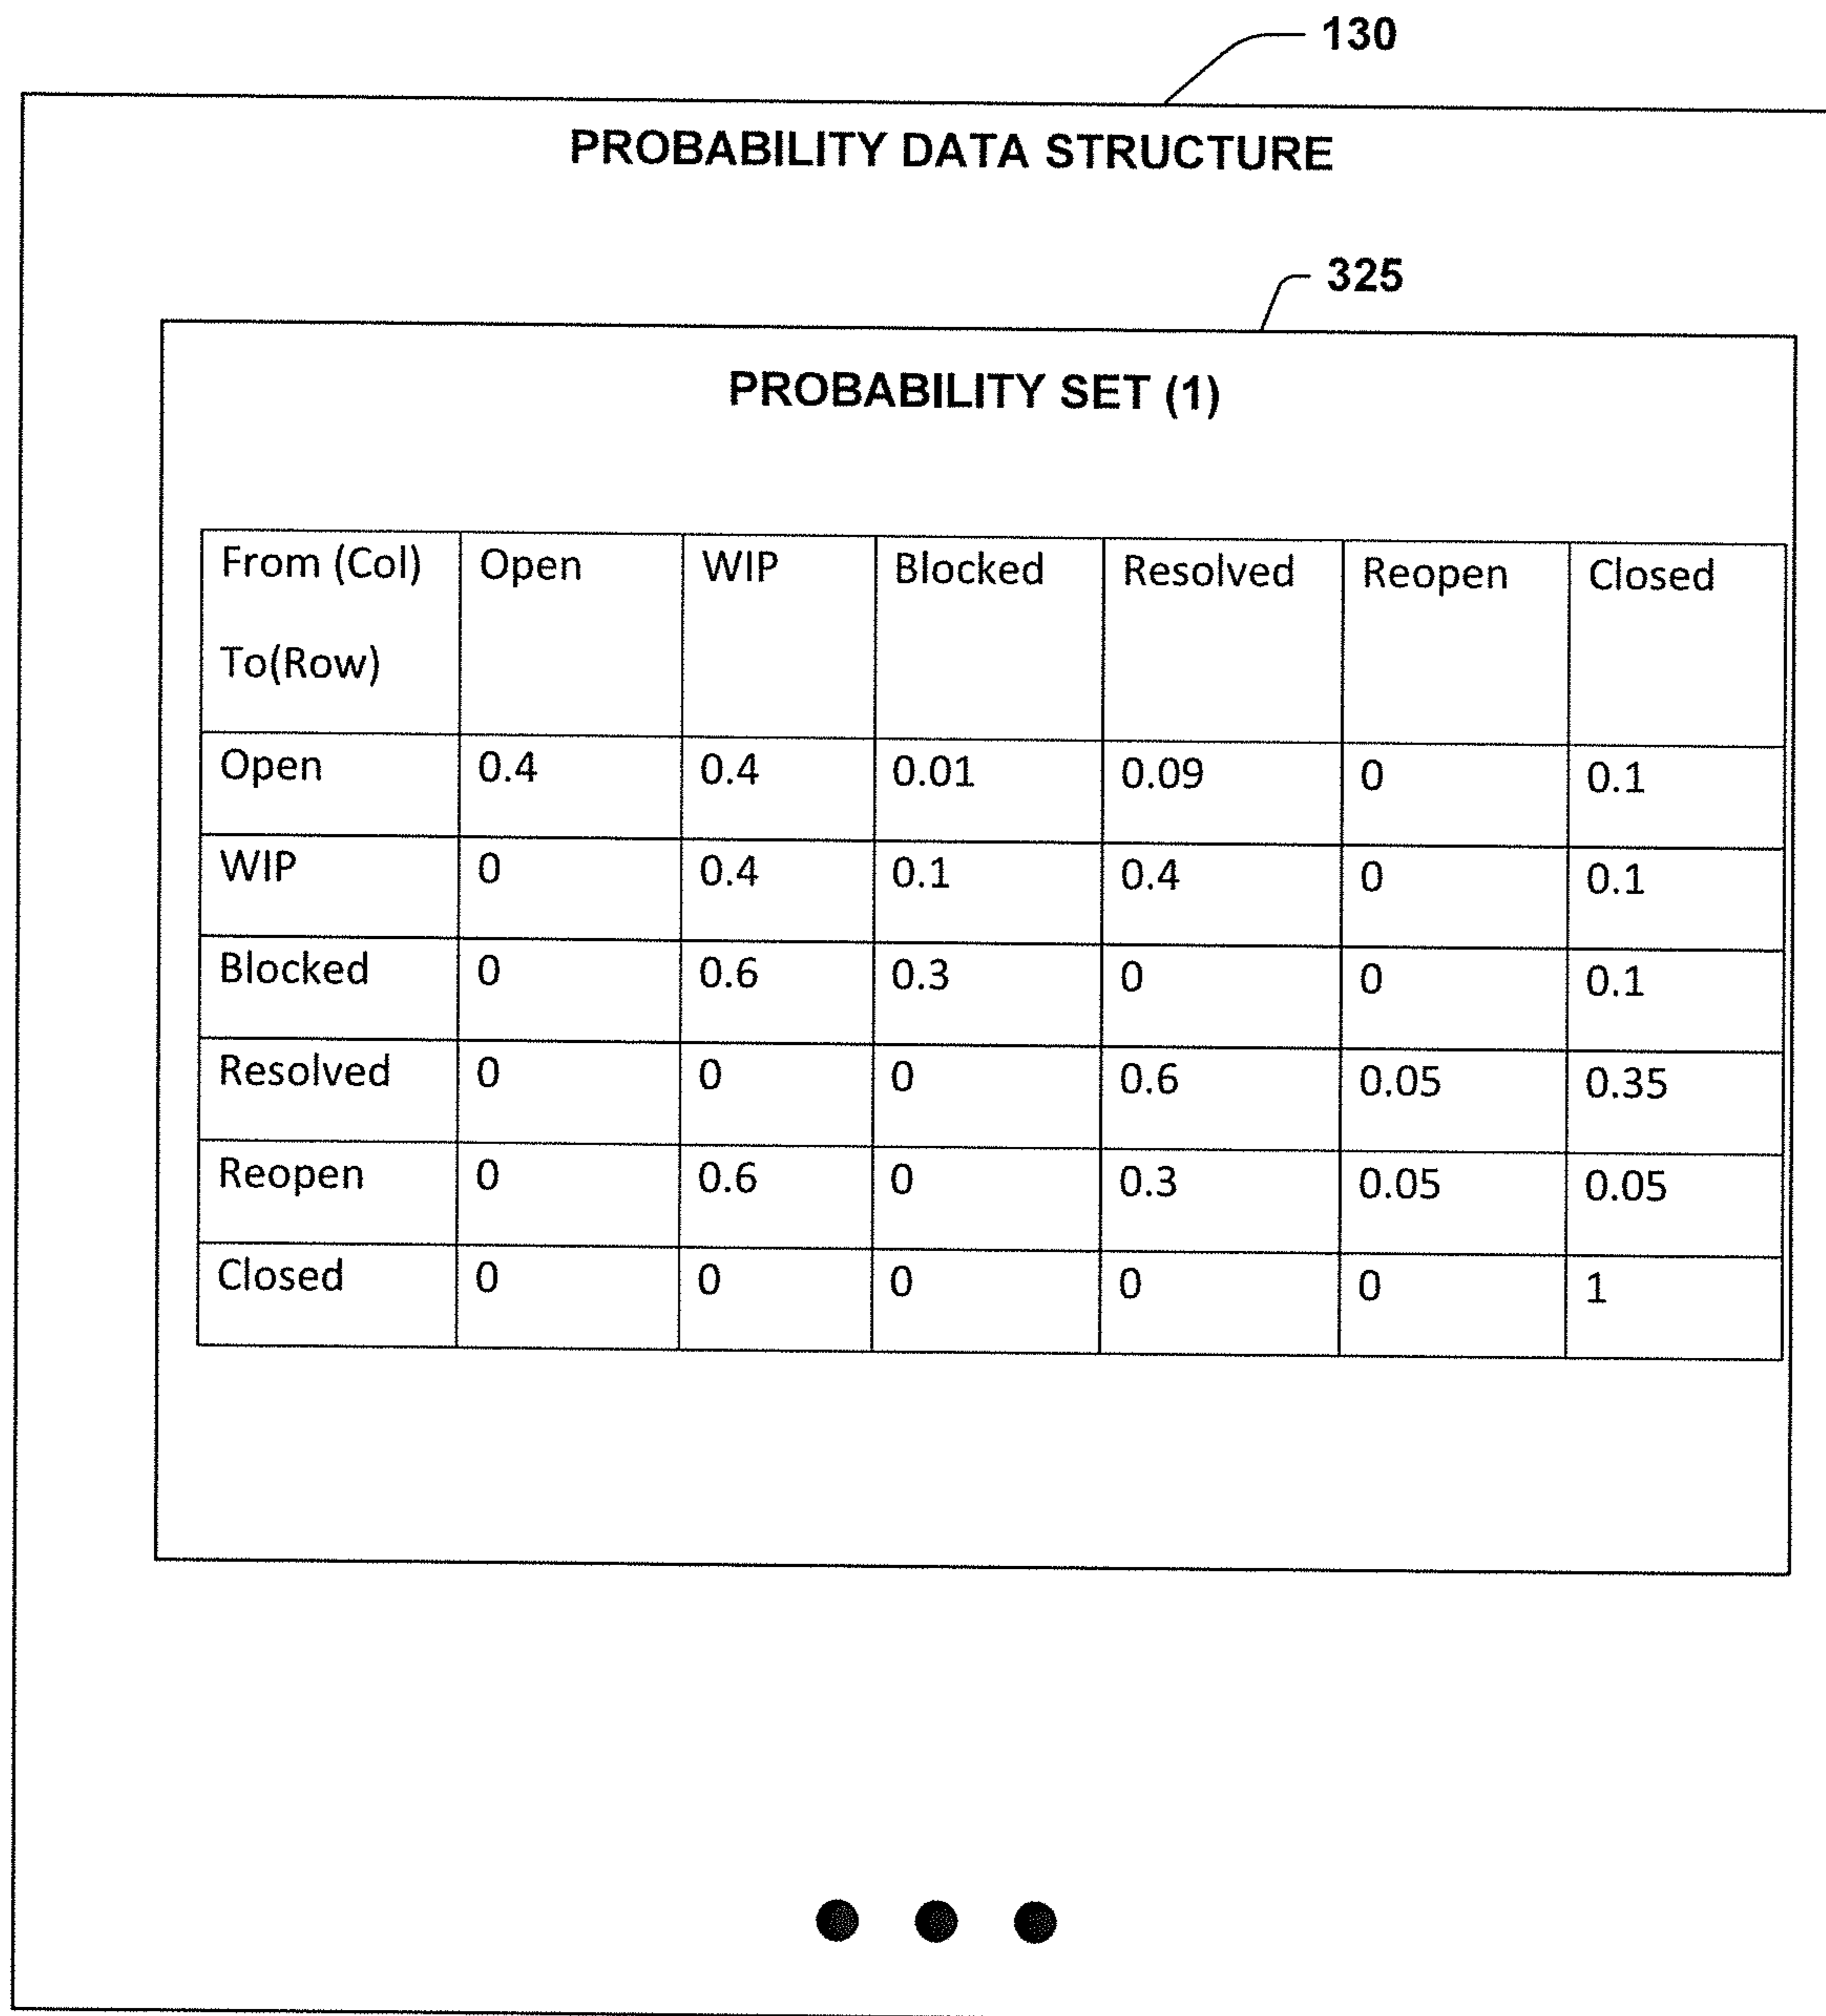 130
PROBABILITY DATA STRUCTURE
325
PROBABILITY SET (1)
From (Col) Open WIP Blocked Resolved Reopen Closed
To(Row)
Open 0.4 0.4 0.01 0.09 0 0.1
WIP 0 0.4 0.1 0.4 0 0.1
Blocked 0 0.6 0.3 0 0 0.1
Resolved 0 0 0 0.6 0.05 0.35
Reopen 0 0.6 0 0.3 0.05 0.05
Closed 0 0 0 0 0 1